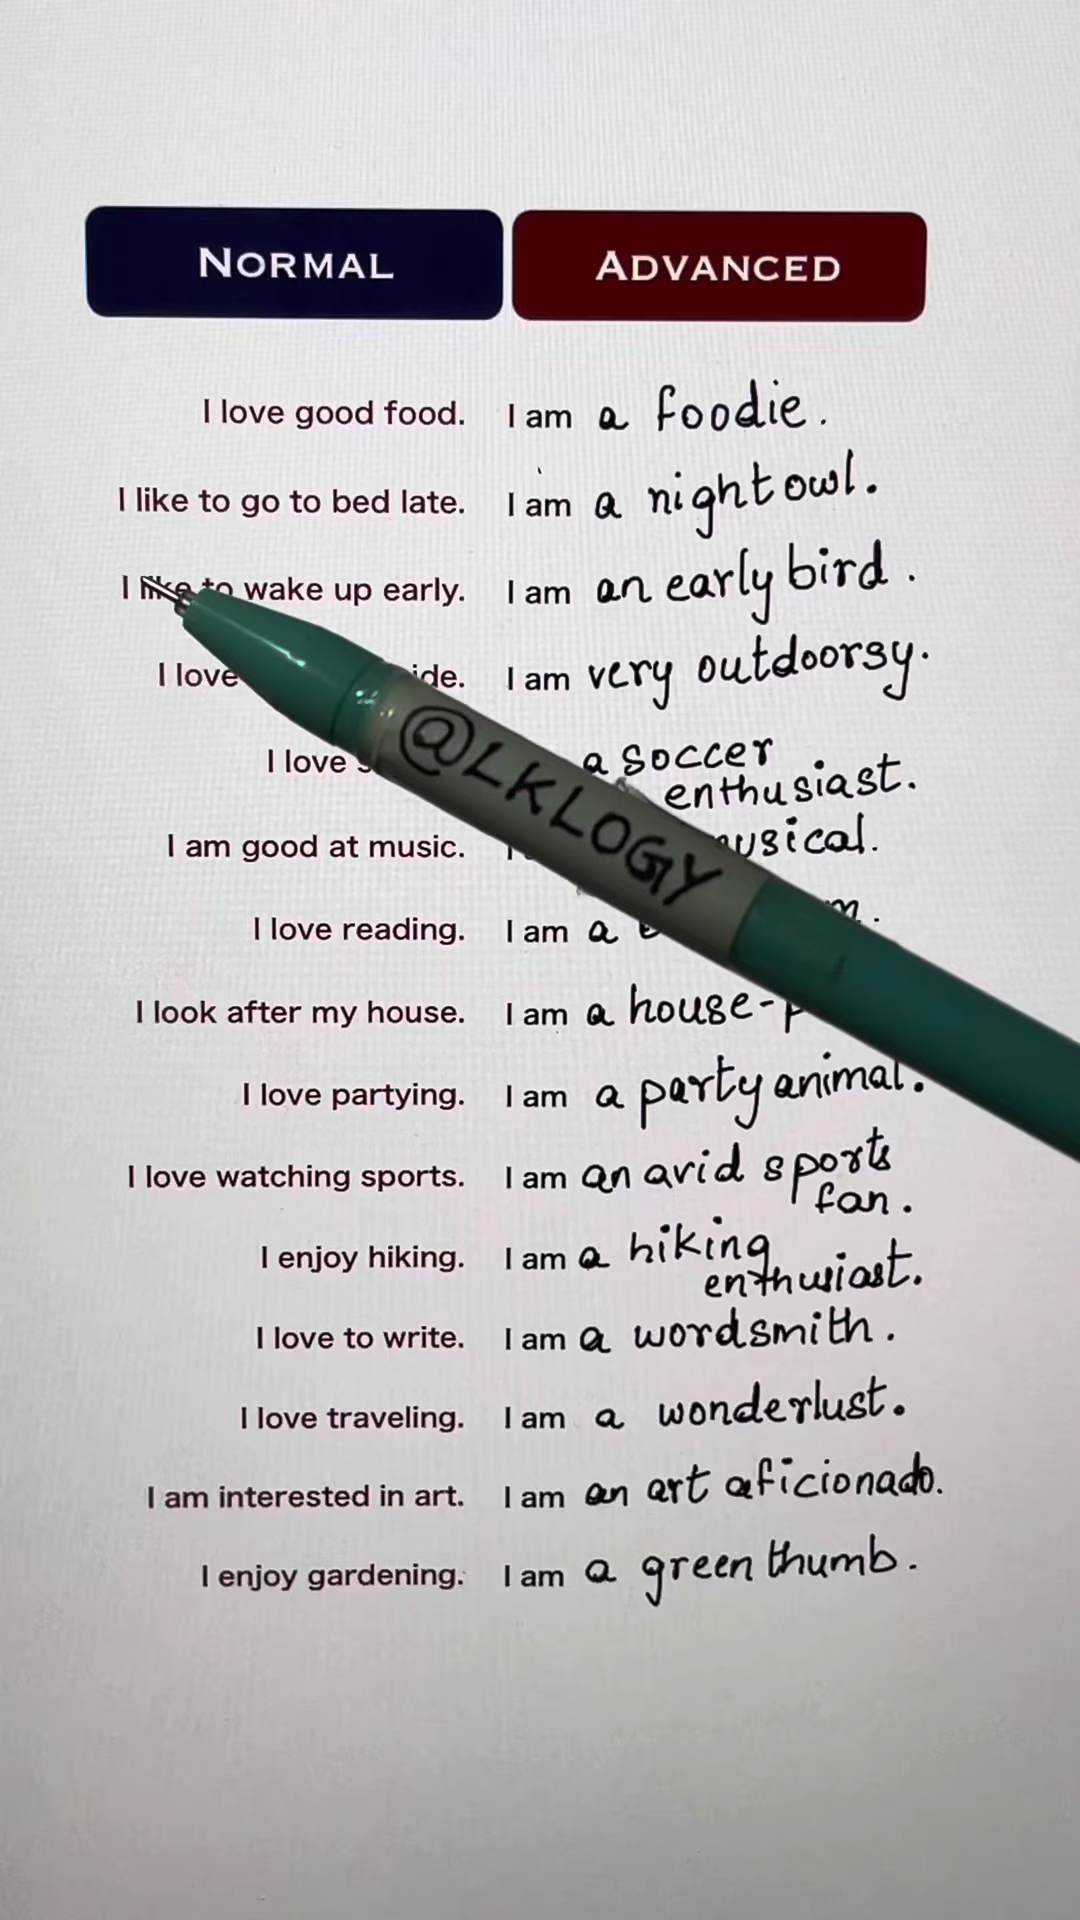 NORMAL ADVANCED
I love good food. I am a foodie.
I like to go to bed late. I am a night owl.
I like to wake up early. I am an early bird.
I love I am very outdoorsy.
I love a soccer
enthusiast.
I am good at music.
I love reading. I am a
I look after my house. I am a house-
I love partying. I am a party animal.
I love watching sports. I am an avid sports
fan.
I enjoy hiking. I am a hiking
enthusiast.
I love to write. I am a wordsmith.
I love traveling. I am a wonderlust.
I am interested in art. I am an art aficionado.
I enjoy gardening. I am a green thumb.
@LKLOGY